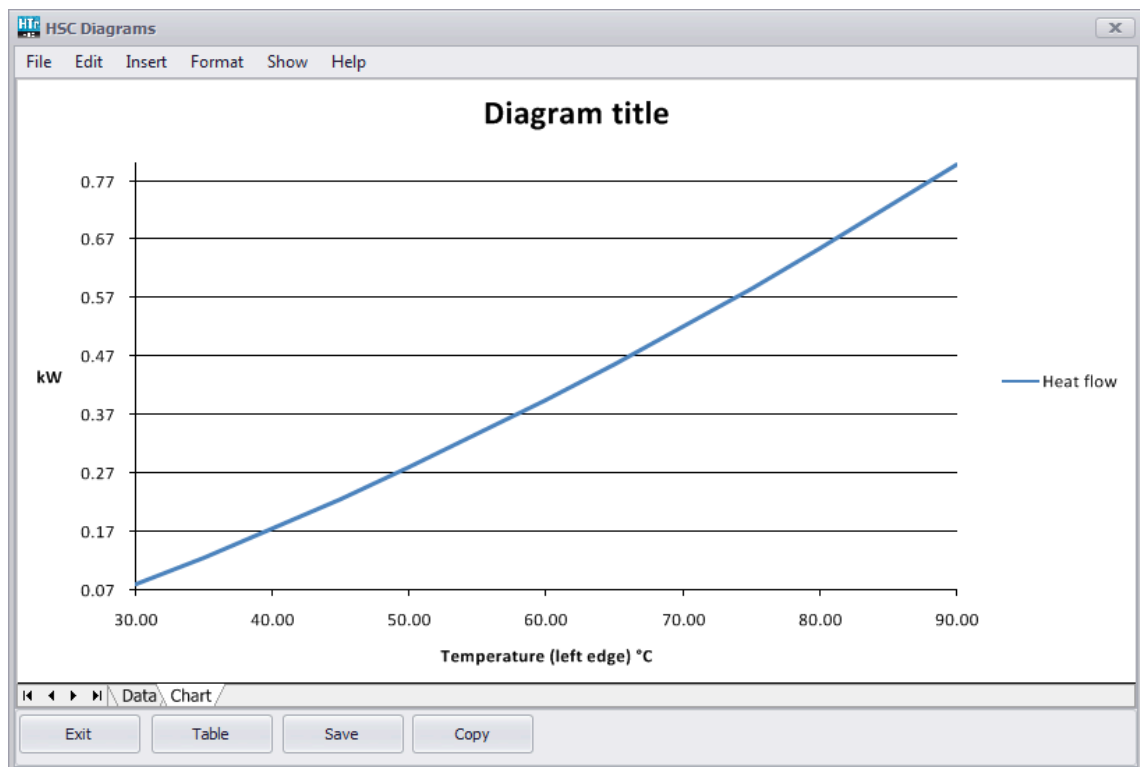 HSC Diagrams
File Edit Insert Format Show Help
Diagram title
0.77
0.67
0.57
0.47
kW
Heat flow
0.37
0.27
0.17
0.07
30.00 40.00 50.00 60.00 70.00 80.00 90.00
Temperature (left edge) °C
Data Chart
Exit Table Save Copy